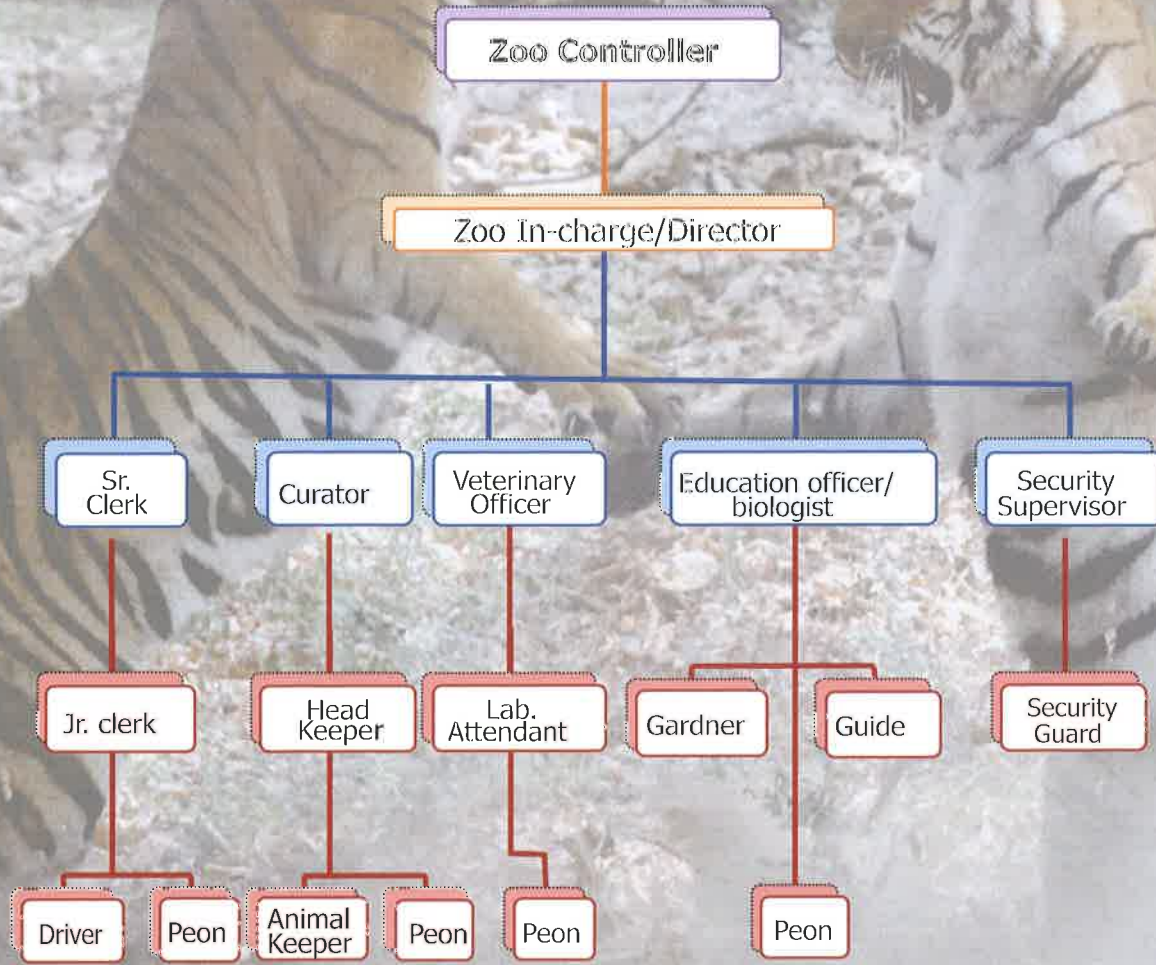 Zoo Controller
Zoo In-charge/Director
Sr.
Clerk
Curator
Veterinary
Officer
Education officer/
biologist
Security
Supervisor
Jr. clerk
Head
Keeper
Lab.
Attendant
Gardner
Guide
Security
Guard
Driver
Peon
Animal
Keeper
Peon
Peon
Peon